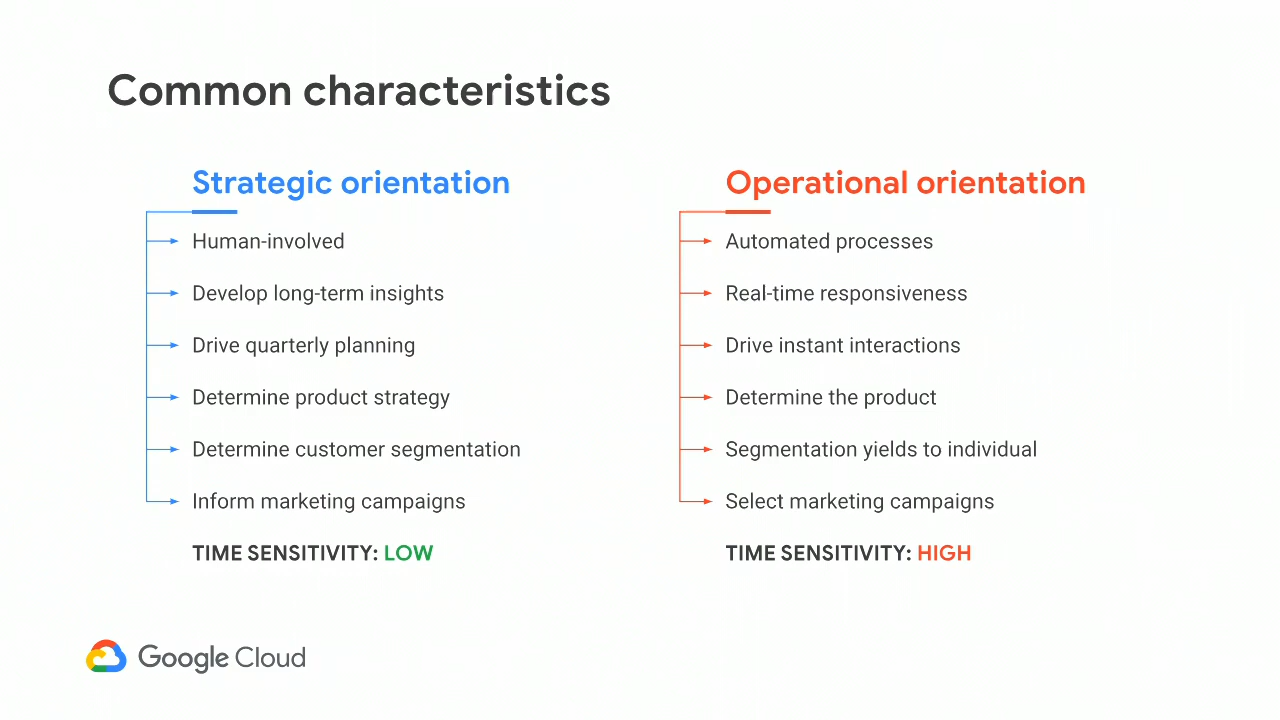 Common characteristics
Strategic orientation
Human-involved
Develop long-term insights
Drive quarterly planning
Determine product strategy
Determine customer segmentation
Inform marketing campaigns
TIME SENSITIVITY: LOW
Operational orientation
Automated processes
Real-time responsiveness
Drive instant interactions
Determine the product
Segmentation yields to individual
Select marketing campaigns
TIME SENSITIVITY: HIGH
Google Cloud